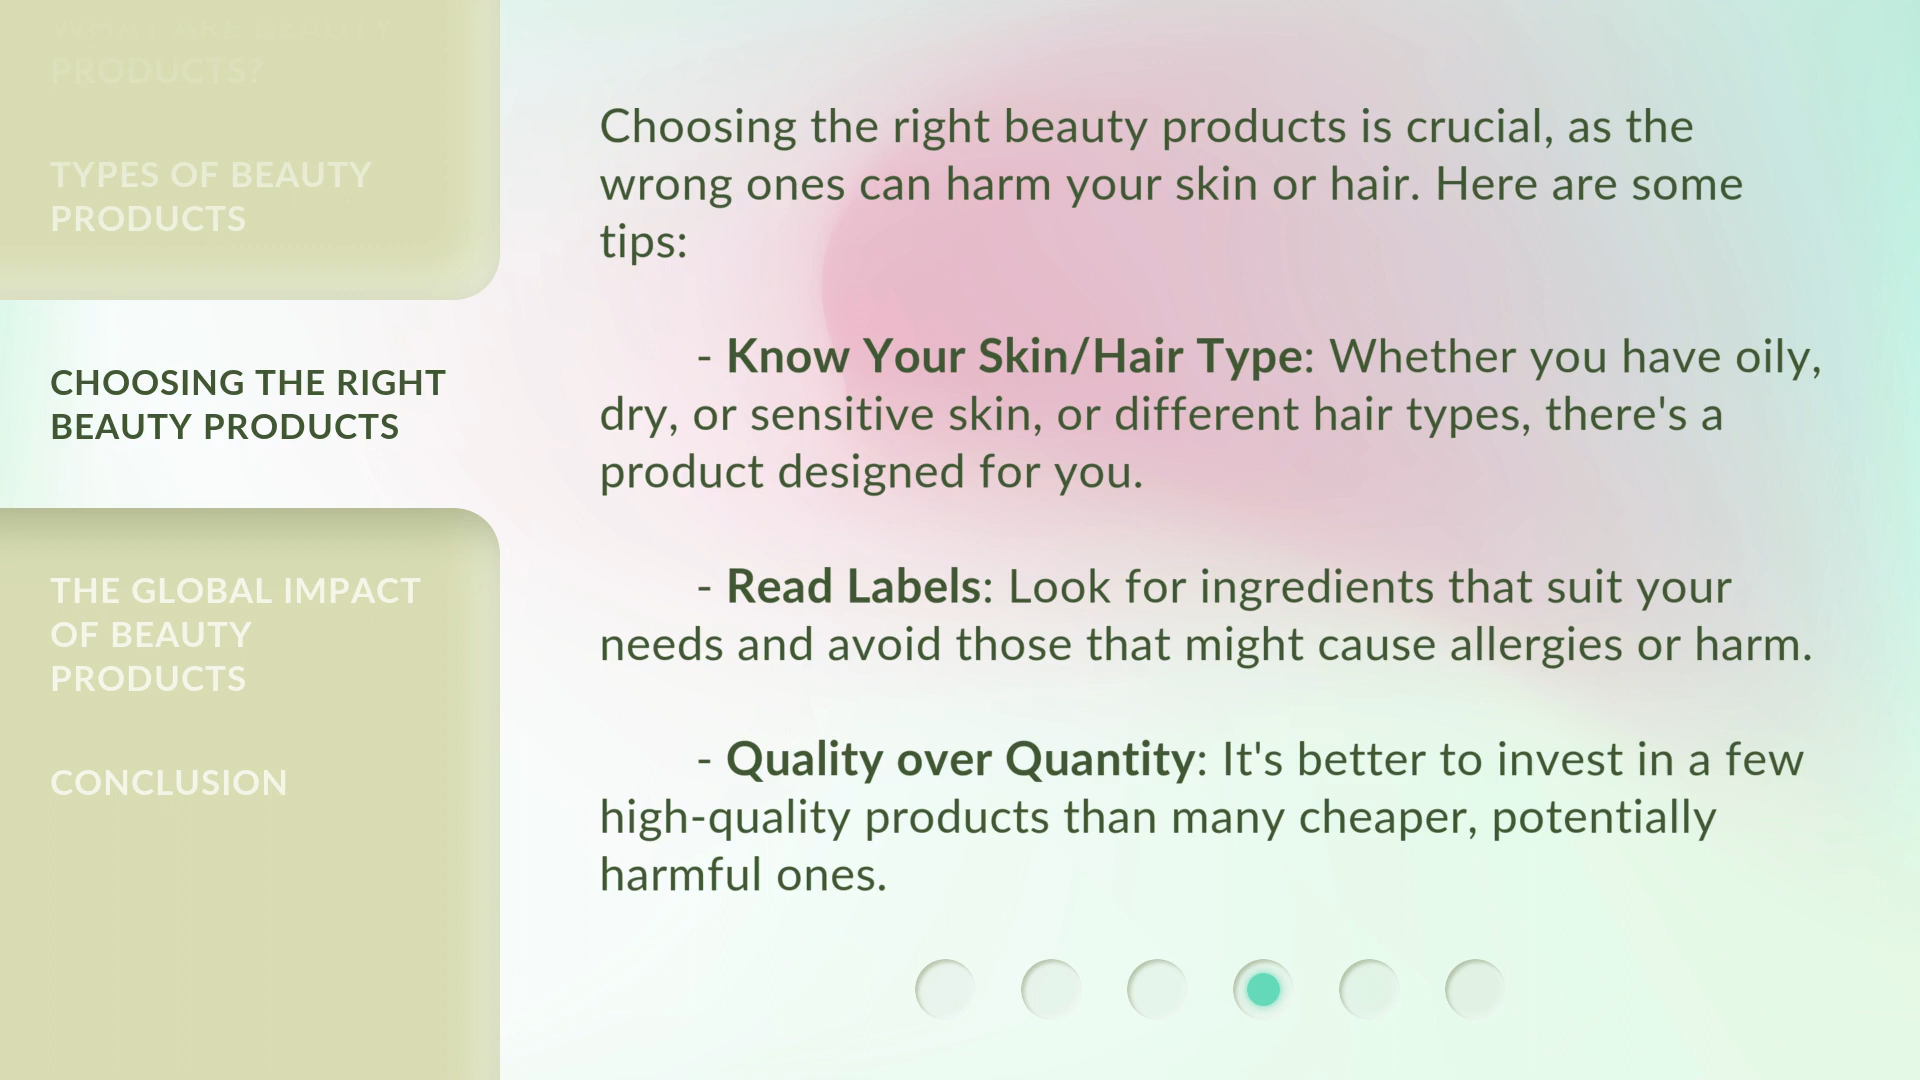 WHAT ARE BEAUTY
PRODUCTS?
TYPES OF BEAUTY
PRODUCTS
CHOOSING THE RIGHT
BEAUTY PRODUCTS
THE GLOBAL IMPACT
OF BEAUTY
PRODUCTS
CONCLUSION
Choosing the right beauty products is crucial, as the
wrong ones can harm your skin or hair. Here are some
tips:
- Know Your Skin/Hair Type: Whether you have oily,
dry, or sensitive skin, or different hair types, there's a
product designed for you.
- Read Labels: Look for ingredients that suit your
needs and avoid those that might cause allergies or harm.
- Quality over Quantity: It's better to invest in a few
high-quality products than many cheaper, potentially
harmful ones.